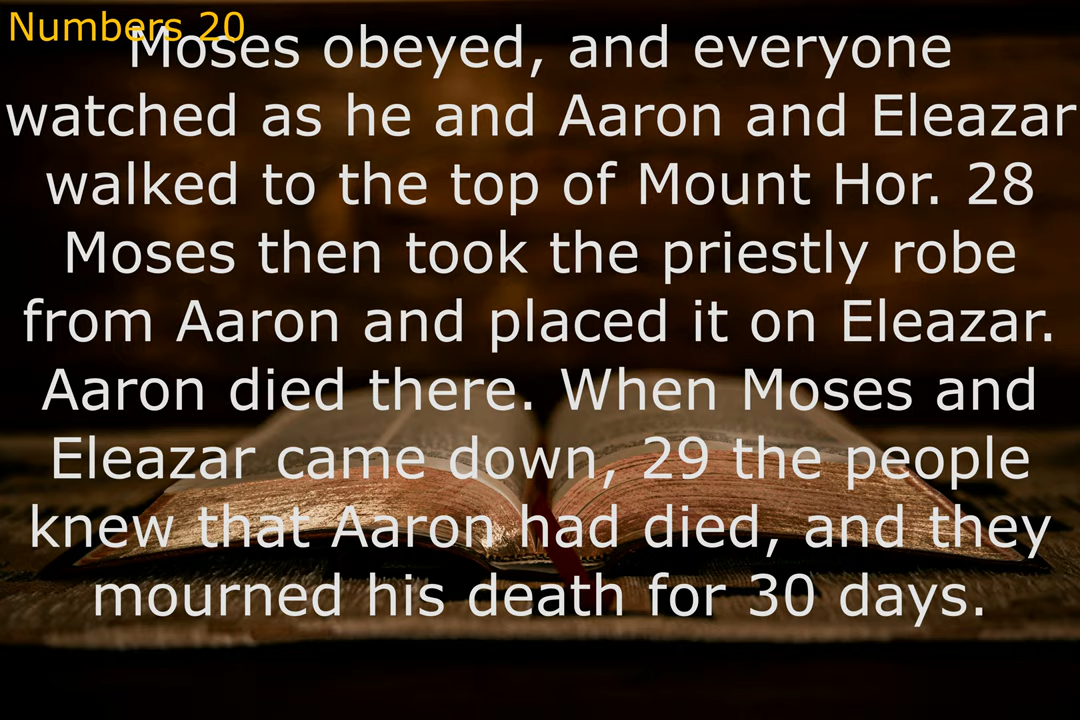 Numbers 20
Moses obeyed, and everyone
watched as he and Aaron and Eleazar
walked to the top of Mount Hor. 28
Moses then took the priestly robe
from Aaron and placed it on Eleazar.
Aaron died there. When Moses and
Eleazar came down, 29 the people
knew that Aaron had died, and they
mourned his death for 30 days.